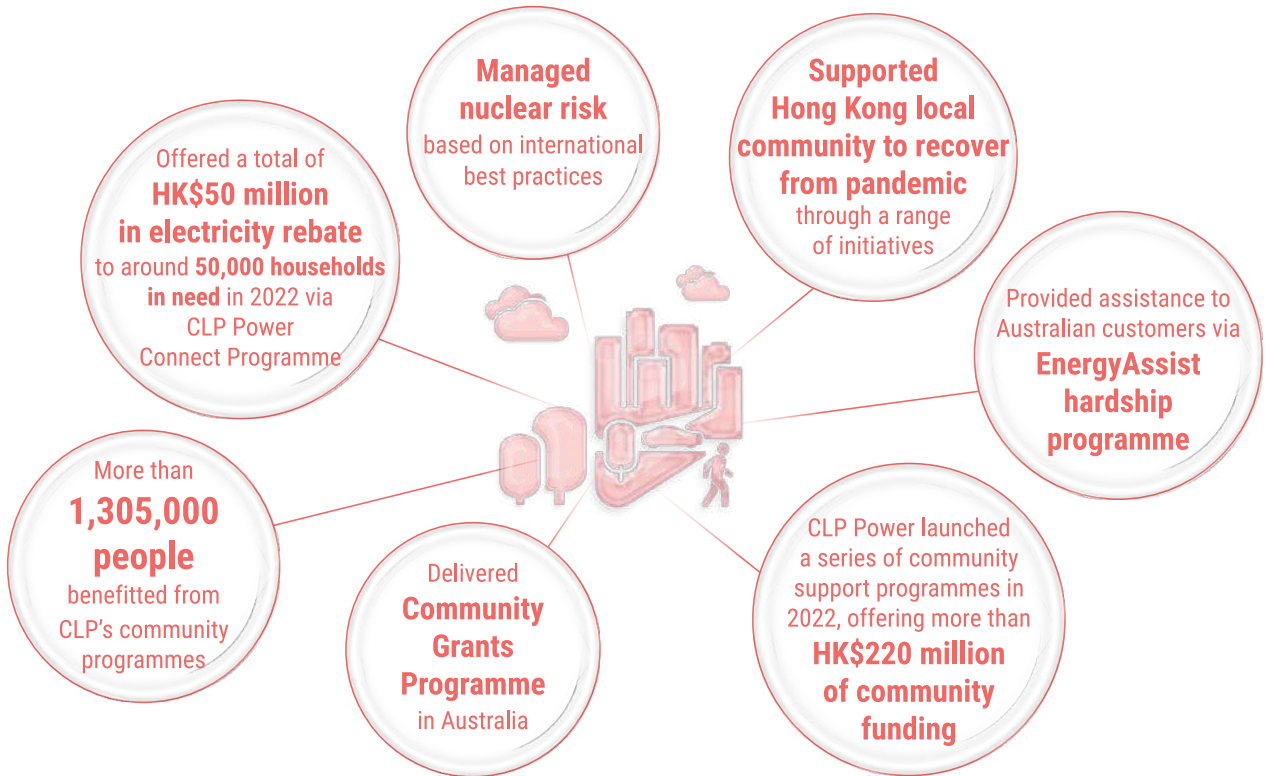 Managed
nuclear risk
based on international
best practices
Supported
Hong Kong local
community to recover
from pandemic
through a range
of initiatives
Offered a total of
HK$50 million
in electricity rebate
to around 50,000 households
in need in 2022 via
CLP Power
Connect Programme
Provided assistance to
Australian customers via
EnergyAssist
hardship
programme
More than
1,305,000
people
benefitted from
CLP’s community
programmes
Delivered
Community
Grants
Programme
in Australia
CLP Power launched
a series of community
support programmes in
2022, offering more than
HK$220 million
of community
funding